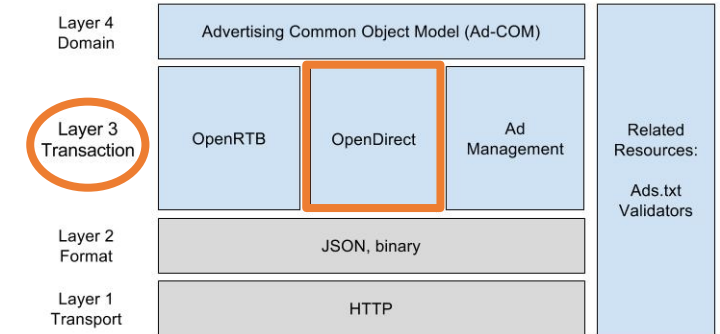 Layer 4
Domain
Advertising Common Object Model (Ad-COM)
Layer 3
Transaction
OpenRTB
OpenDirect
Ad
Management
Related
Resources:
Ads.txt
Validators
Layer 2
Format
JSON, binary
Layer 1
Transport
HTTP